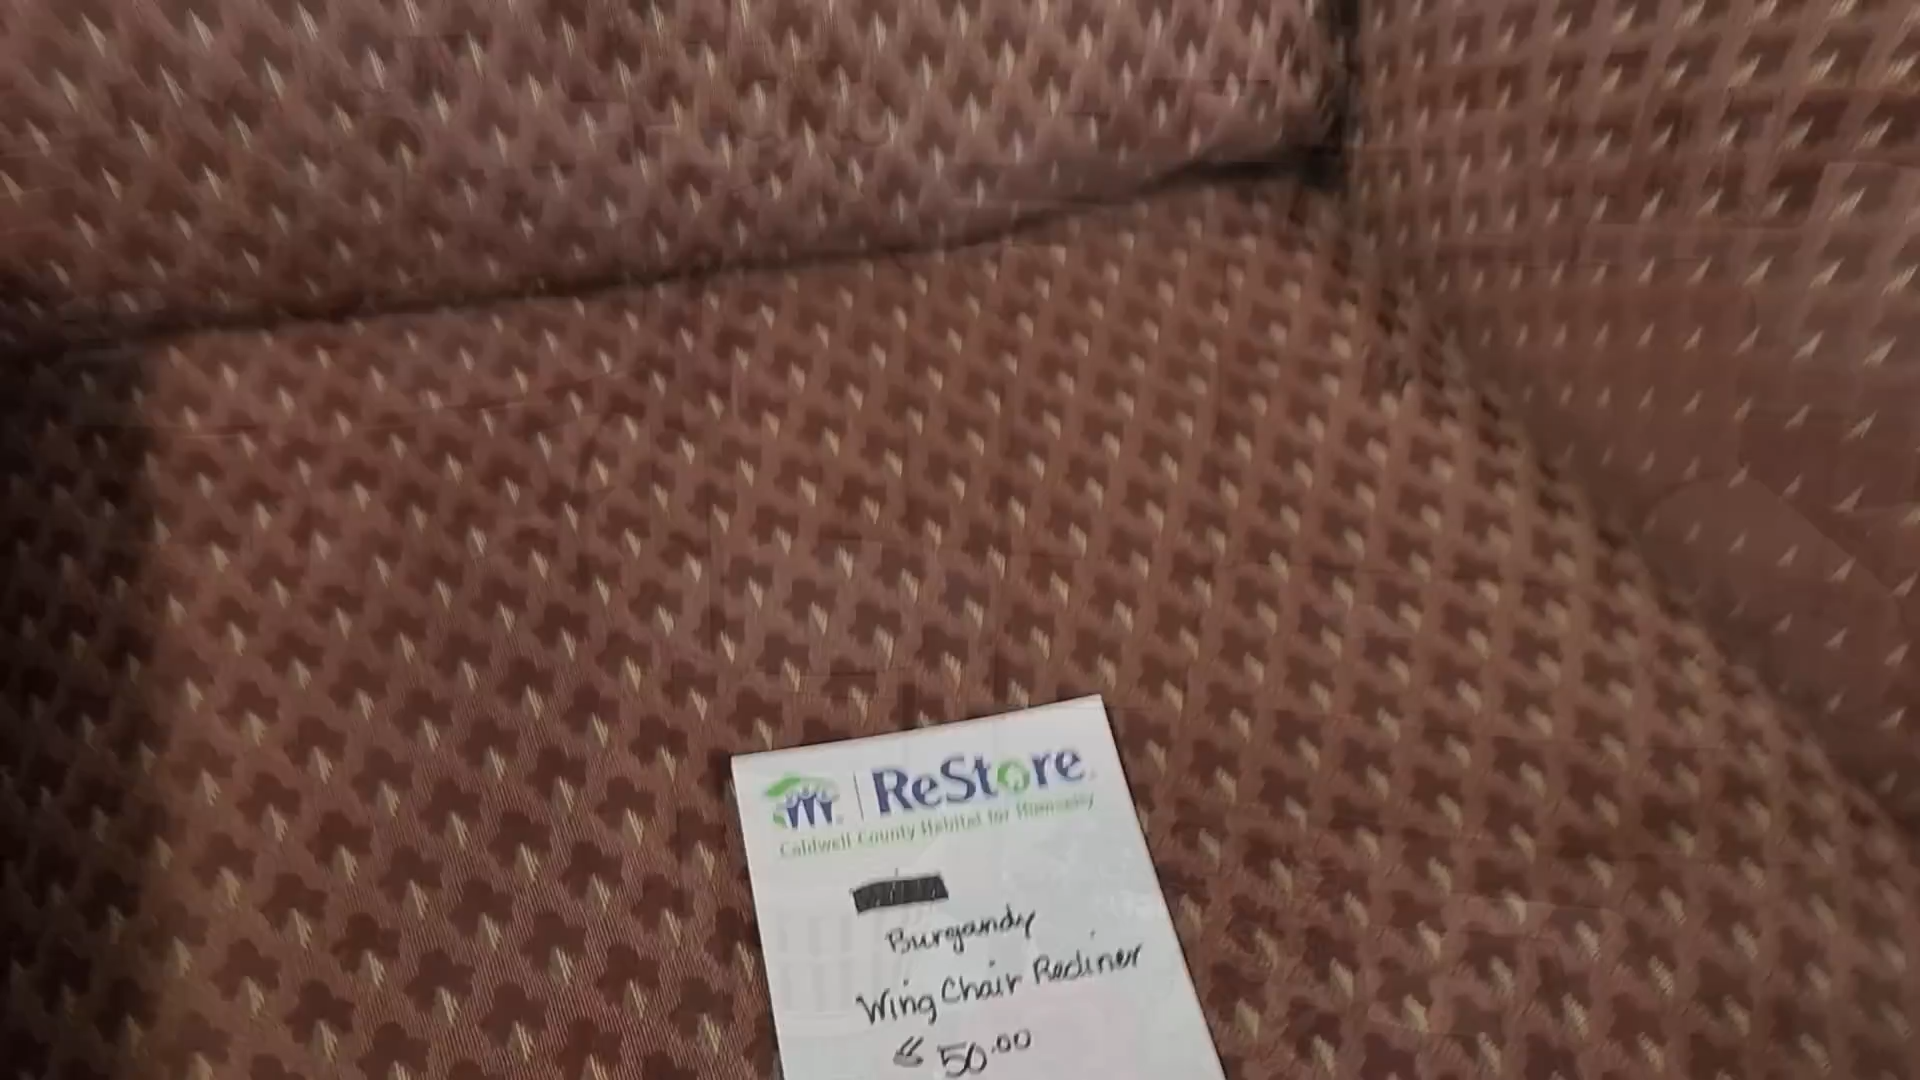 ReStore
Caldwell County Habitat for Humanity
Burgandy
Wing Chair Recliner
50.00